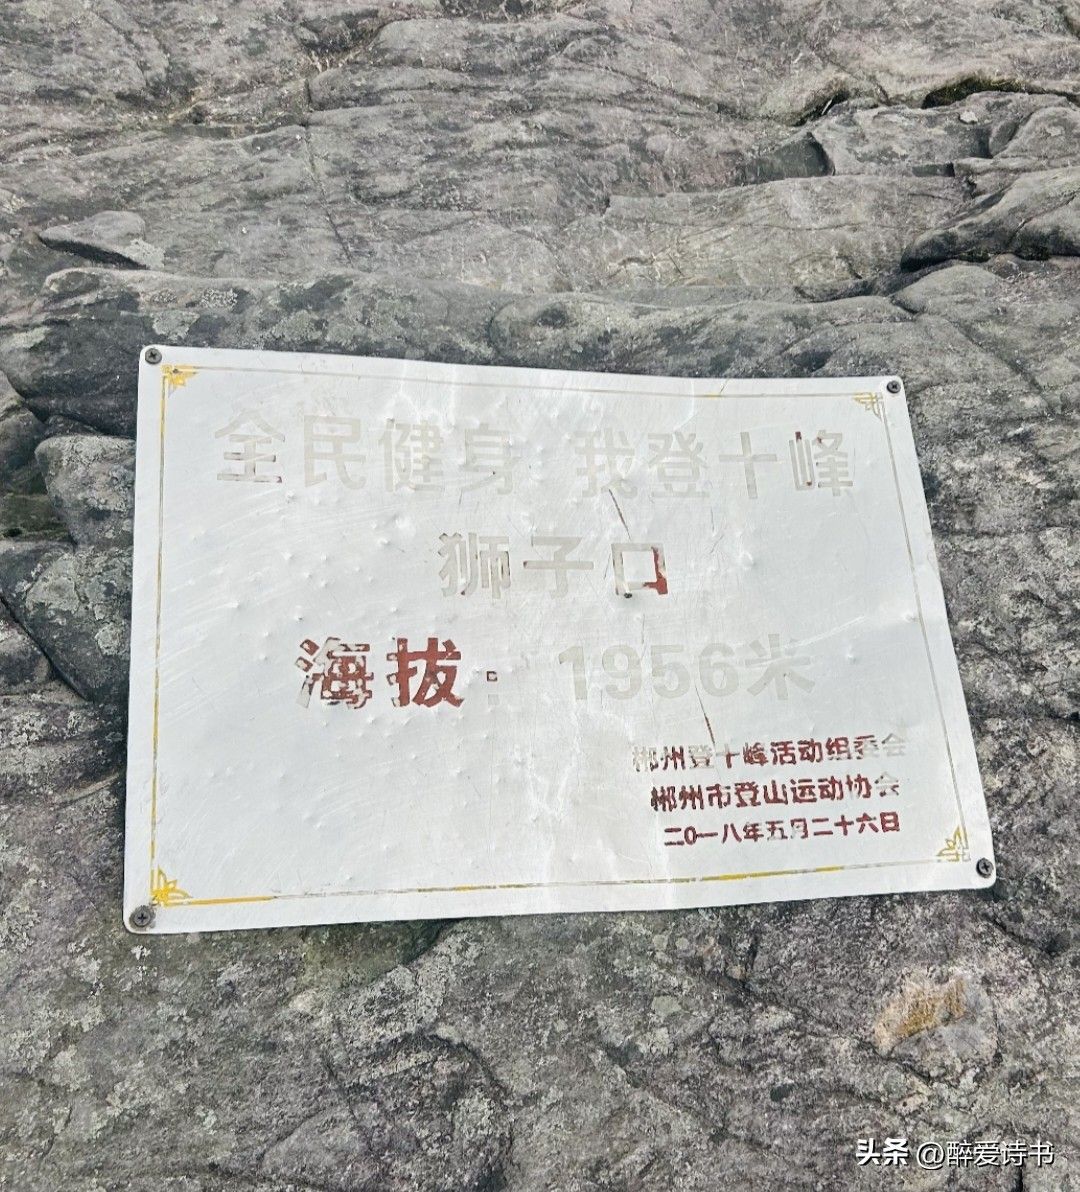 全民健身 我登十峰
狮子口
海拔：1956米
郴州登十峰活动组委会
郴州市登山运动协会
二0一八年五月二十六日
头条 @醉爱诗书